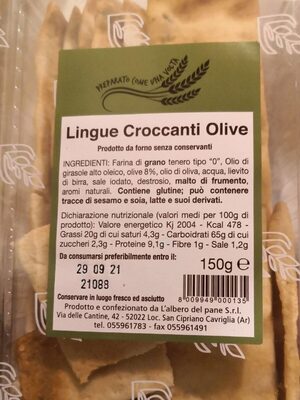 PREPARATO COME UNA VOLTA
Lingue Croccanti Olive
Prodotto da forno senza conservanti
INGREDIENTI: Farina di grano tenero tipo "0", Olio di
girasole alto oleico, olive 8%, olio di oliva, acqua, lievito
di birra, sale iodato, destrosio, malto di frumento,
aromi naturali. Contiene glutine; può contenere
tracce di sesamo e soia, latte e suoi derivati.
Dichiarazione nutrizionale (valori medi per 100g di
prodotto): Valore energetico Kj 2004 - Kcal 478 -
Grassi 20g di cui saturi 4,3g - Carboidrati 65g di cui
zuccheri 2,3g - Proteine 9,1g - Fibre 1g - Sale 1,2g
Da consumarsi preferibilmente entro il:
29 09 21
21088
150g e
8 009949 000135
Conservare in luogo fresco ed asciutto
Prodotto e confezionato da L'albero del pane S.r.l.
Via delle Cantine, 42 - 52022 Loc. San Cipriano Cavriglia (Ar)
tel. 055961783 - fax 055961491